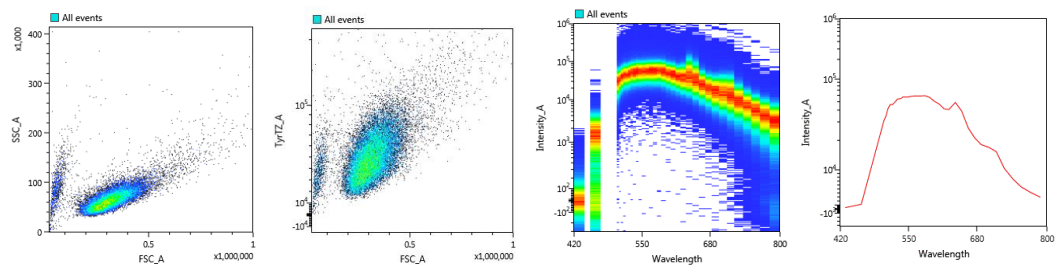 All events
x1,000
400
300
200
100
0
SSC_A
0.5
1
FSC_A
x1,000,000
All events
10^5
10^4
-10^4
TyrTZ_A
0.5
1
FSC_A
x1,000,000
All events
10^6
10^5
10^4
10^3
10^2
-10^2
Intensity_A
420
550
680
800
Wavelength
10^6
10^5
10^4
-10^3
Intensity_A
420
550
680
800
Wavelength